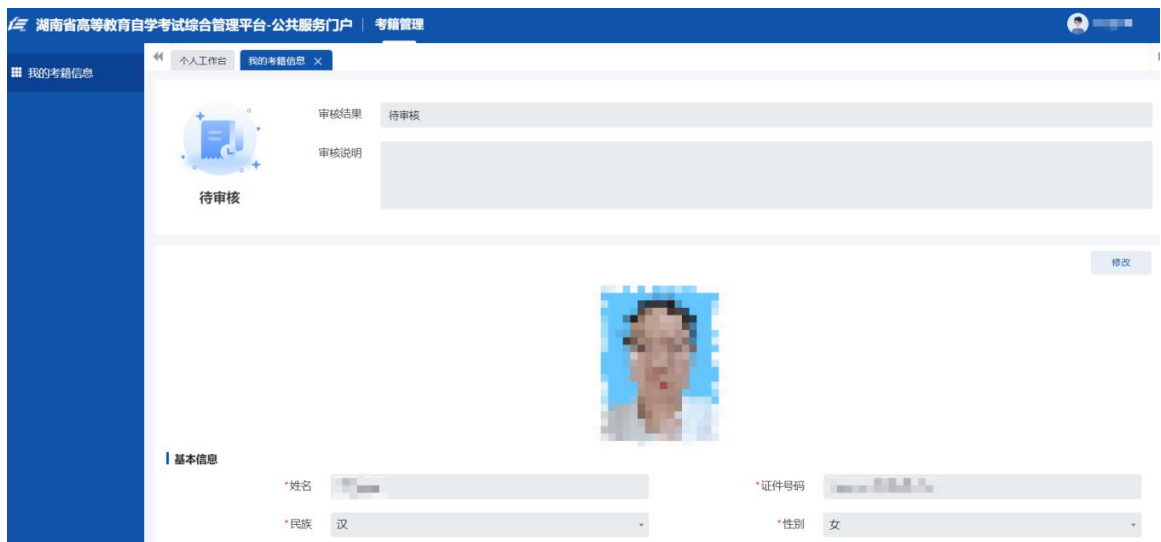 湖南省高等教育自学考试综合管理平台-公共服务门户 | 考籍管理
我的考籍信息
个人工作台 我的考籍信息 ×
审核结果 待审核
审核说明
待审核
修改
基本信息
*姓名 *证件号码
*民族 汉 *性别 女